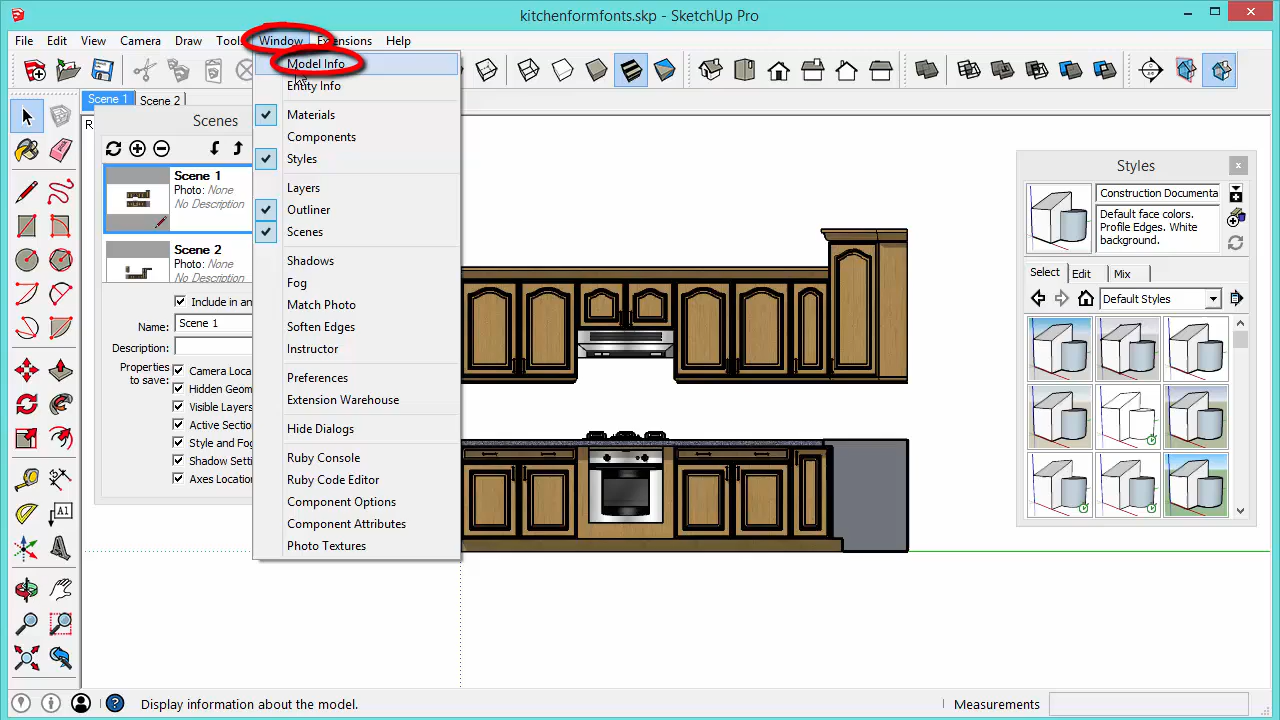 kitchenformfonts.skp - SketchUp Pro
File Edit View Camera Draw Window Extensions Help
Model Info
Entity Info
Materials
Components
Styles
Layers
Outliner
Scenes
Shadows
Fog
Match Photo
Soften Edges
Instructor
Preferences
Extension Warehouse
Hide Dialogs
Ruby Console
Ruby Code Editor
Component Options
Component Attributes
Photo Textures
Scene 1 Scene 2
R
Scenes
Scene 1
Photo: None
No Description
Scene 2
Photo: None
No Description
Include in an
Name: Scene 1
Description:
Properties
to save:
Camera Loca
Hidden Geom
Visible Layers
Active Sectio
Style and Fog
Shadow Setti
Axes Location
A1
Styles
Construction Documenta
Default face colors.
Profile Edges. White
background.
Select Edit Mix
Default Styles
Display information about the model.
Measurements